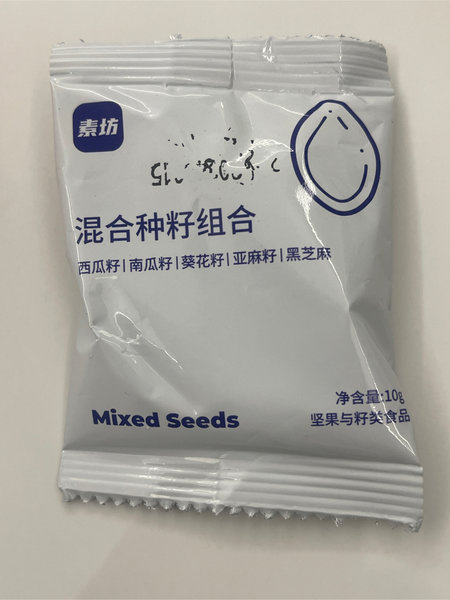 素坊
混合种籽组合
西瓜籽|南瓜籽|葵花籽|亚麻籽|黑芝麻
Mixed Seeds
净含量:10g
坚果与籽类食品